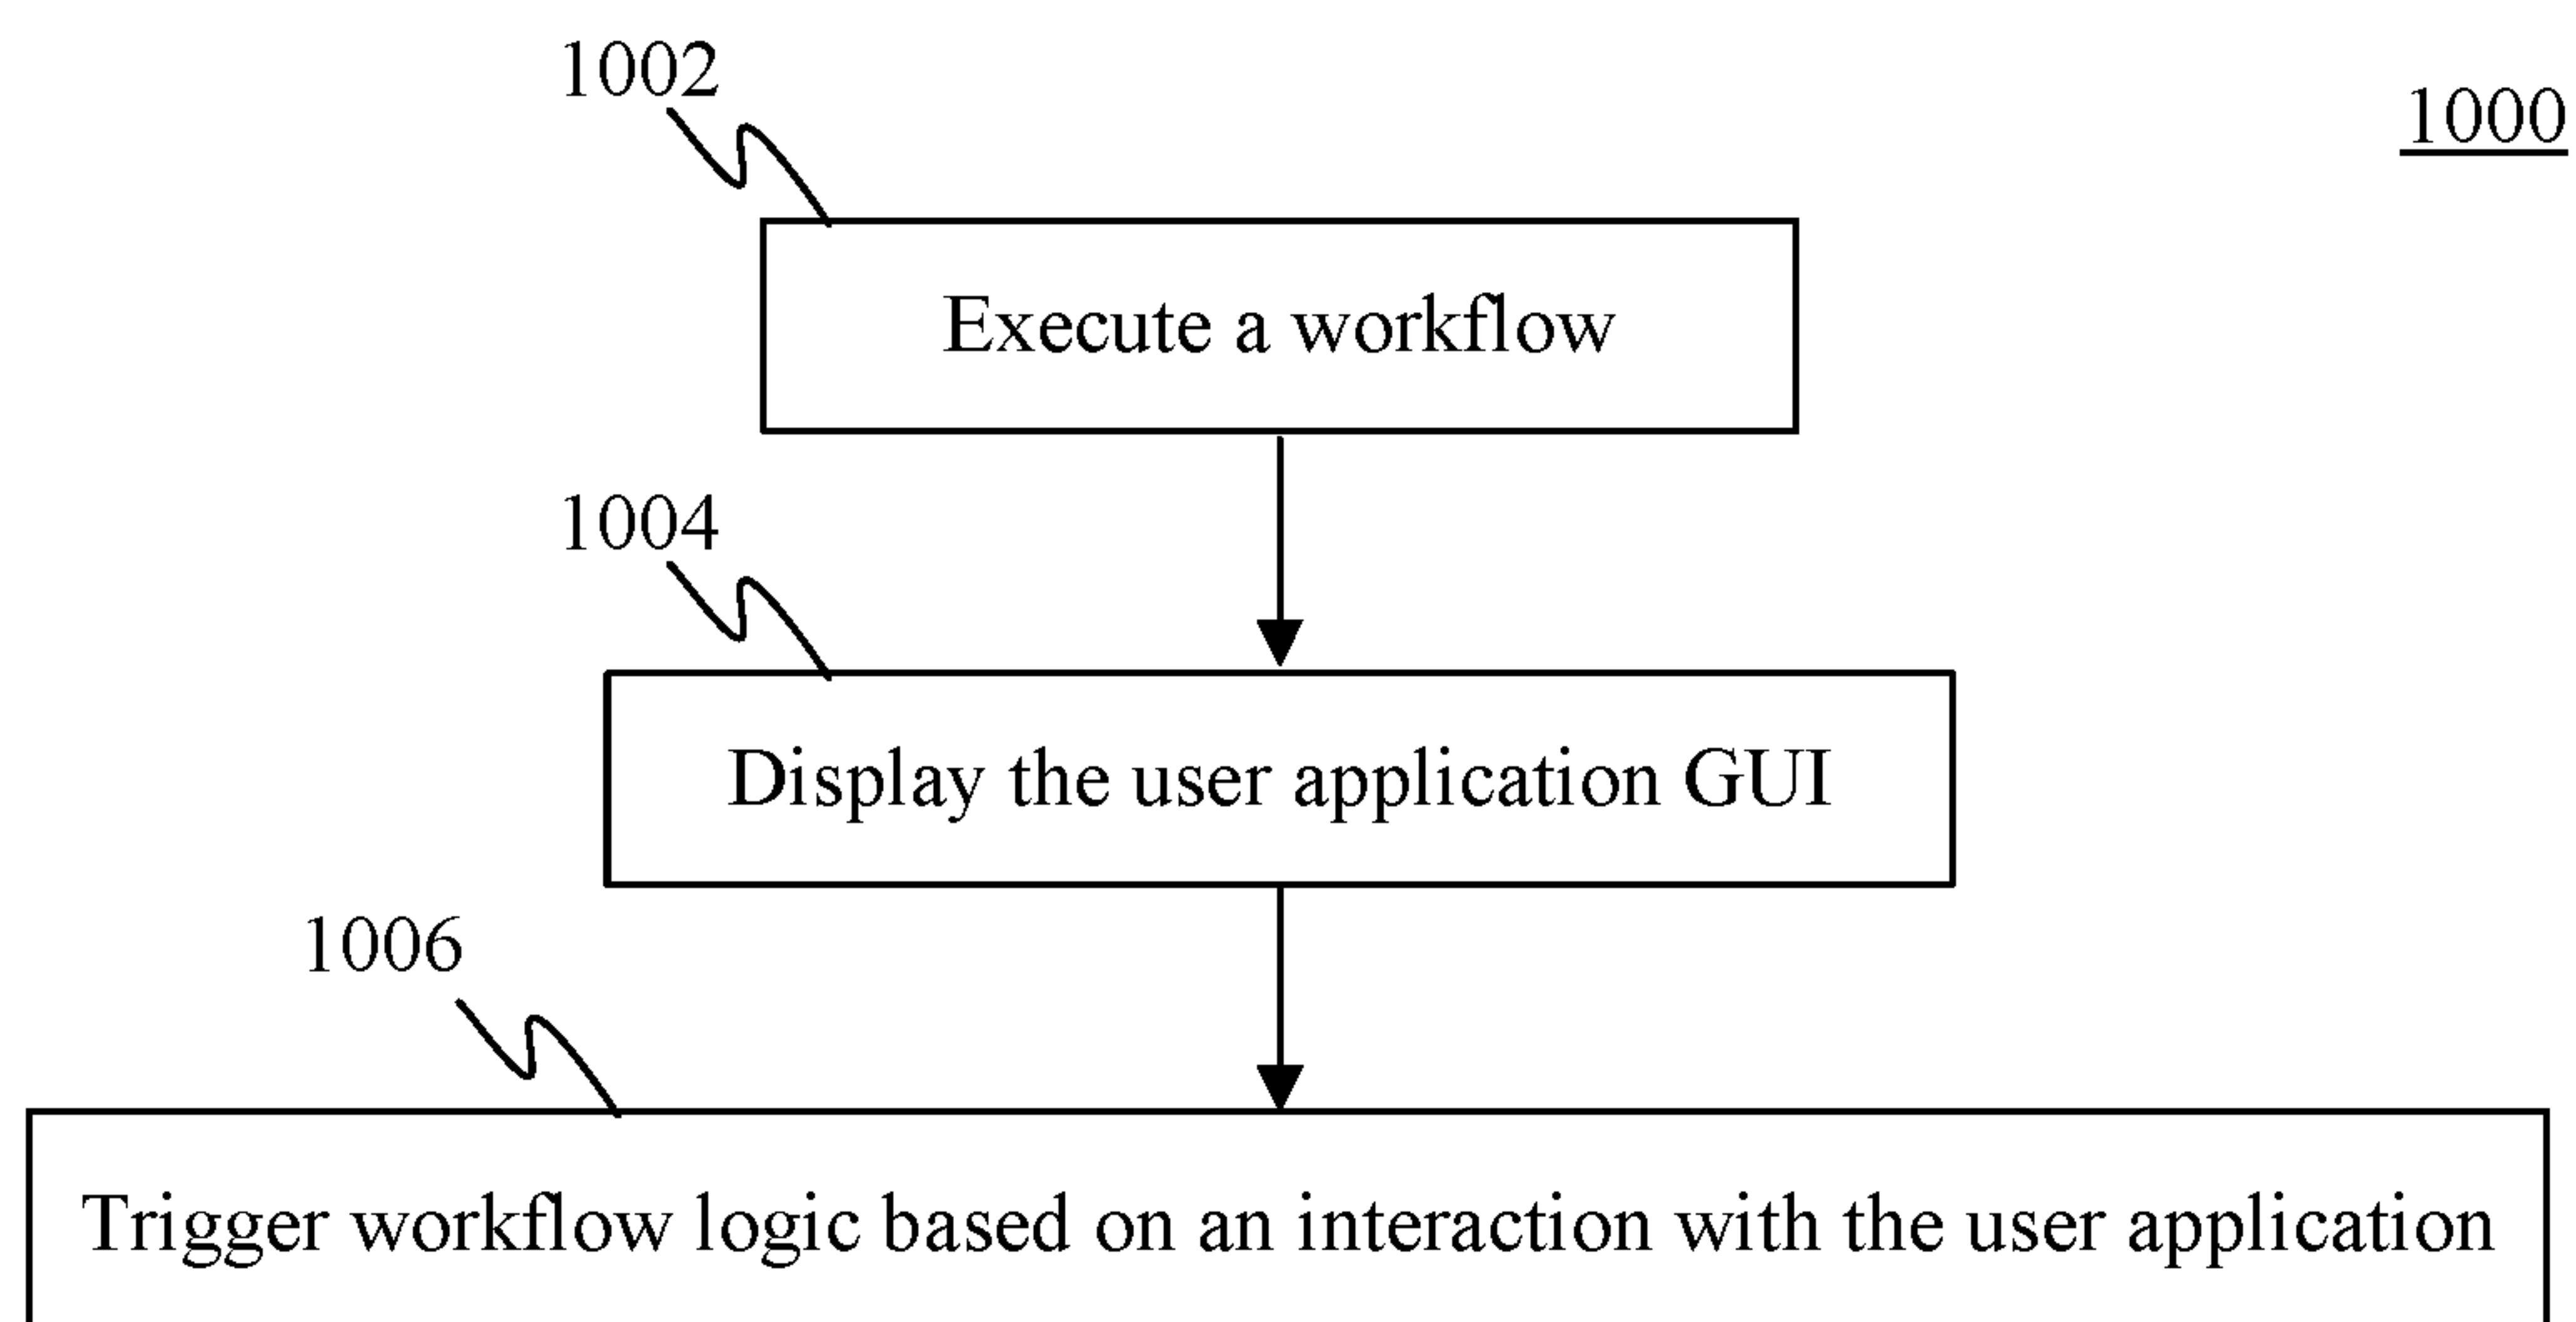 1002
1000
Execute a workflow
1004
Display the user application GUI
1006
Trigger workflow logic based on an interaction with the user application